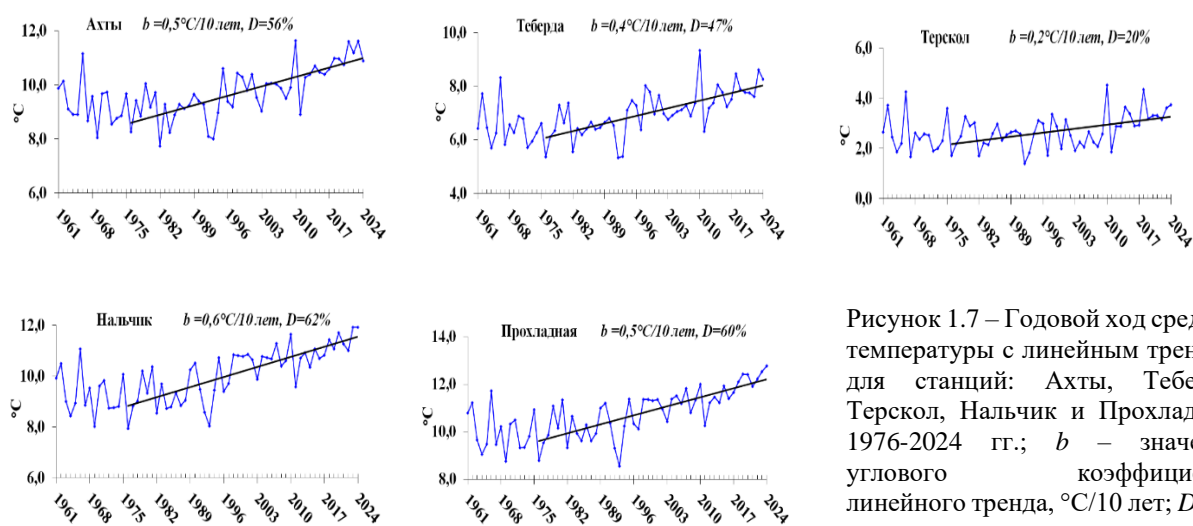 Ахты b =0,5°С/10 лет, D=56%
12,0
10,0
8,0
6,0
°C
1961 1968 1975 1982 1989 1996 2003 2010 2017 2024
Теберда b =0,4°С/10 лет, D=47%
10,0
8,0
6,0
4,0
°C
1961 1968 1975 1982 1989 1996 2003 2010 2017 2024
Терскол b =0,2°С/10 лет, D=20%
6,0
4,0
2,0
0,0
°C
1961 1968 1975 1982 1989 1996 2003 2010 2017 2024
Нальчик b =0,6°С/10 лет, D=62%
12,0
10,0
8,0
6,0
°C
1961 1968 1975 1982 1989 1996 2003 2010 2017 2024
Прохладная b =0,5°С/10 лет, D=60%
14,0
12,0
10,0
8,0
°C
1961 1968 1975 1982 1989 1996 2003 2010 2017 2024
Рисунок 1.7 – Годовой ход сред
температуры с линейным трен
для станций: Ахты, Тебе
Терскол, Нальчик и Прохлад
1976-2024 гг.; b – значе
углового коэффици
линейного тренда, °С/10 лет; D